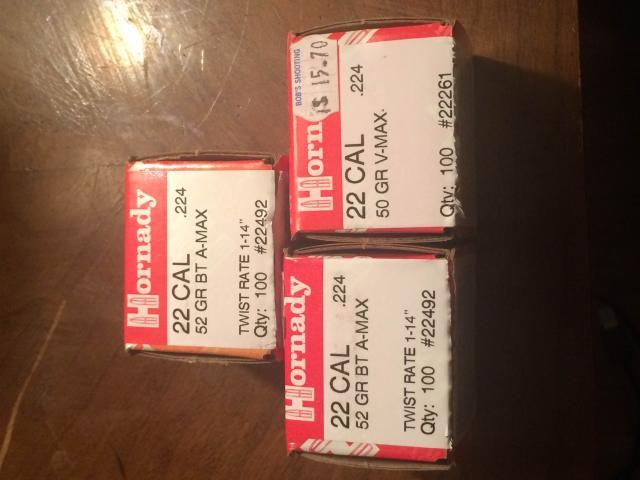 Hornady
22 CAL .224
52 GR BT A-MAX
TWIST RATE 1-14"
Qty: 100 #22492
BOB'S SHOOTING
$ 15.70
Horn
22 CAL .224
50 GR V-MAX
Qty: 100 #22261
Hornady
22 CAL .224
52 GR BT A-MAX
TWIST RATE 1-14"
Qty: 100 #22492